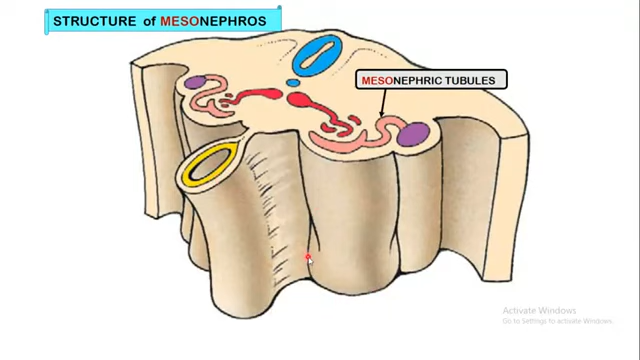 STRUCTURE of MESONEPHROS
MESONEPHRIC TUBULES
Activate Windows
Go to Settings to activate Windows.